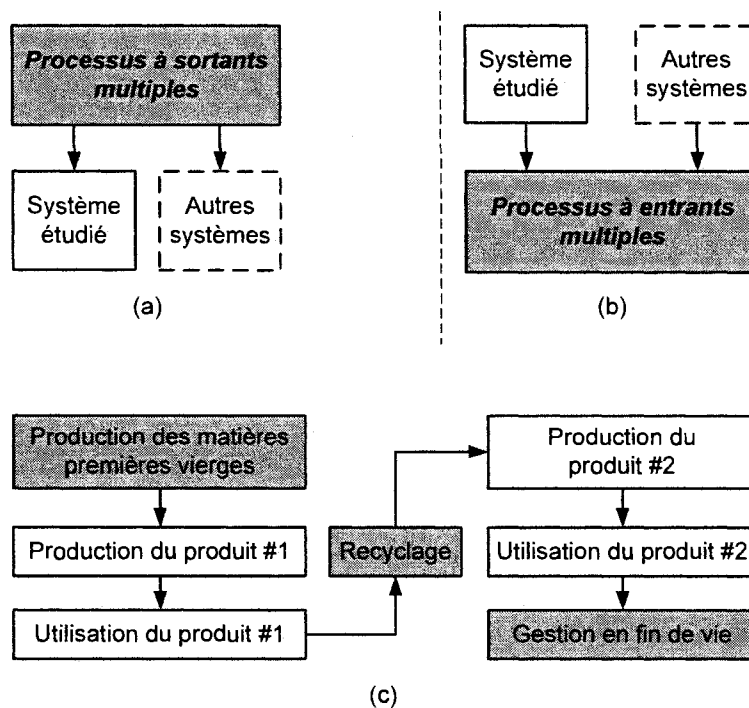 Processus à sortants
multiples
Système
étudié
Autres
systèmes
(a)
Système
étudié
Autres
systèmes
Processus à entrants
multiples
(b)
Production des matières
premières vierges
Production du produit #1
Utilisation du produit #1
Recyclage
Production du
produit #2
Utilisation du produit #2
Gestion en fin de vie
(c)